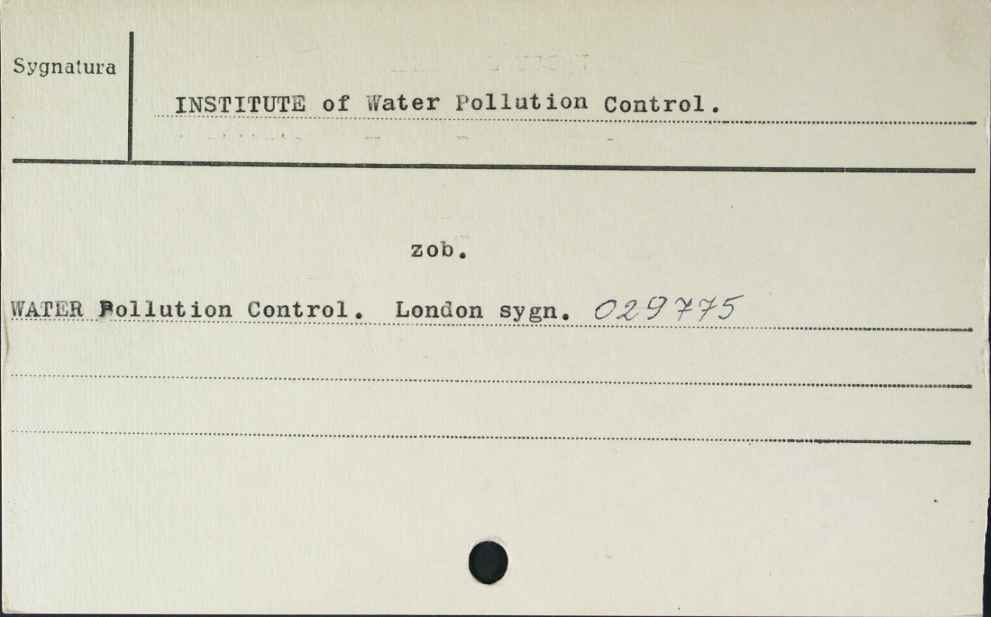 Sygnatura
INSTITUTE of Water Pollution Control.
zob.
WATER Pollution Control. London sygn. 029775